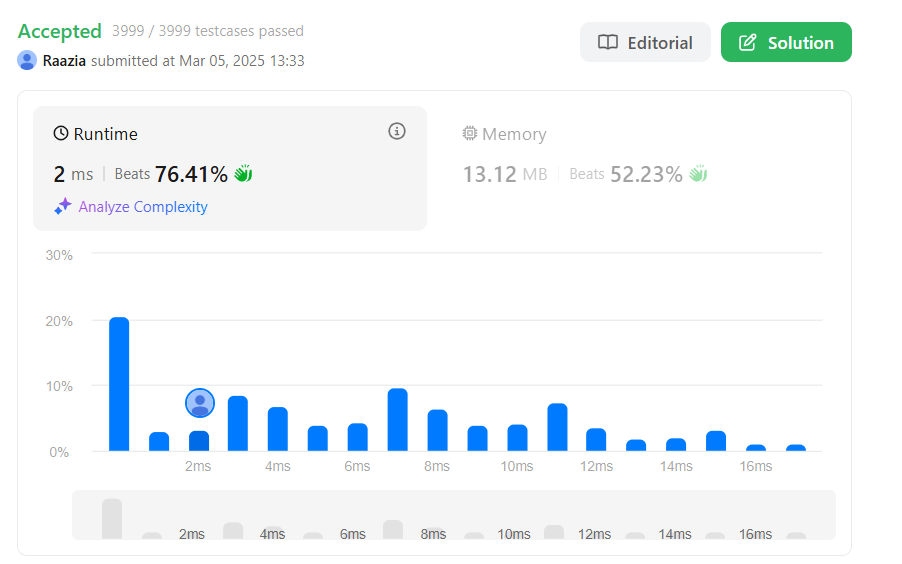 Accepted 3999 / 3999 testcases passed
Editorial
Solution
Raazia submitted at Mar 05, 2025 13:33
Runtime
Memory
2 ms | Beats 76.41%
13.12 MB | Beats 52.23%
Analyze Complexity
30%
20%
10%
0%
2ms 4ms 6ms 8ms 10ms 12ms 14ms 16ms
2ms 4ms 6ms 8ms 10ms 12ms 14ms 16ms